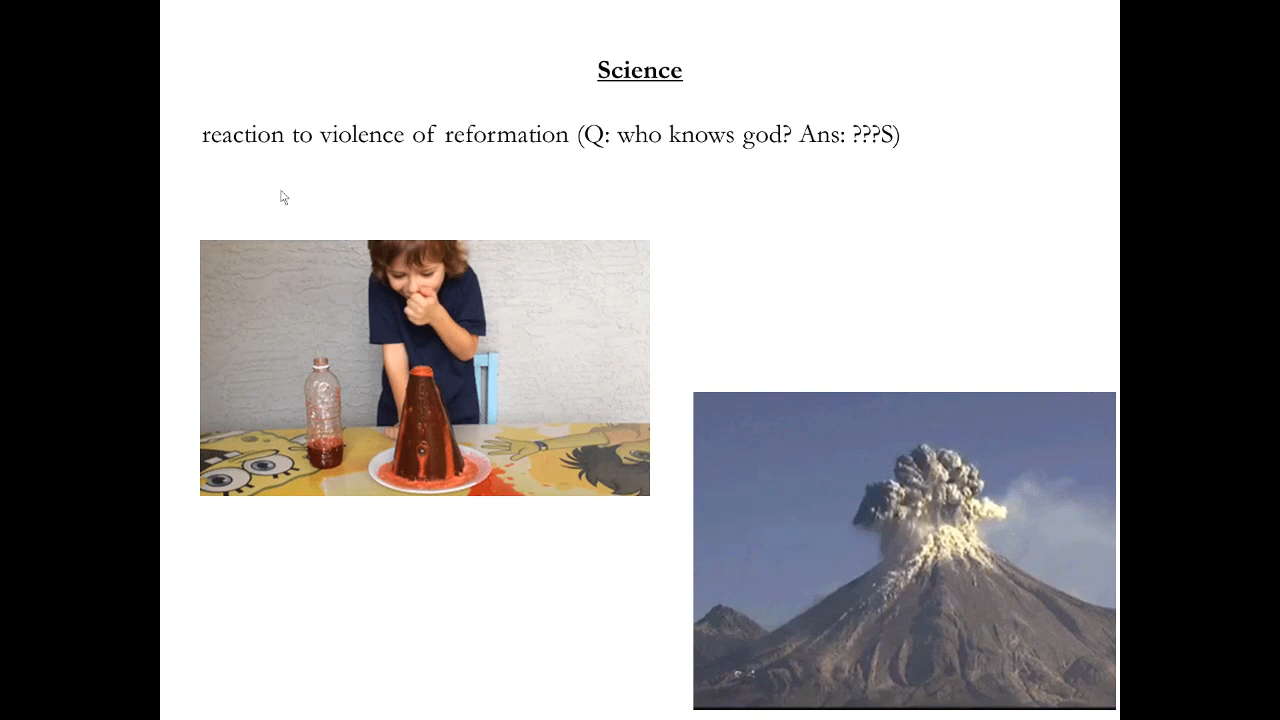 Science
reaction to violence of reformation (Q: who knows god? Ans: ???S)